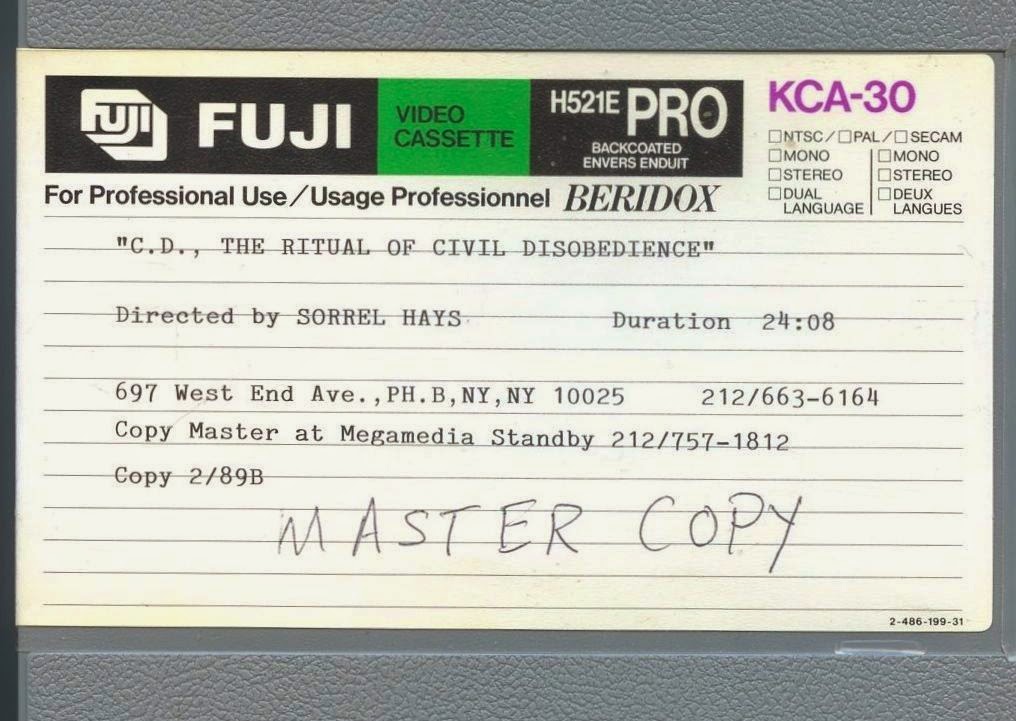 FUJI FUJI VIDEO CASSETTE H521E PRO BACKCOATED ENVERS ENDUIT
KCA-30
□NTSC/□PAL/□SECAM
□MONO □MONO
□STEREO □STEREO
□DUAL LANGUAGE □DEUX LANGUES
For Professional Use/Usage Professionnel BERIDOX
"C.D., THE RITUAL OF CIVIL DISOBEDIENCE"
Directed by SORREL HAYS Duration 24:08
697 West End Ave.,PH.B,NY,NY 10025 212/663-6164
Copy Master at Megamedia Standby 212/757-1812
Copy 2/89B
MASTER COPY
2-486-199-31